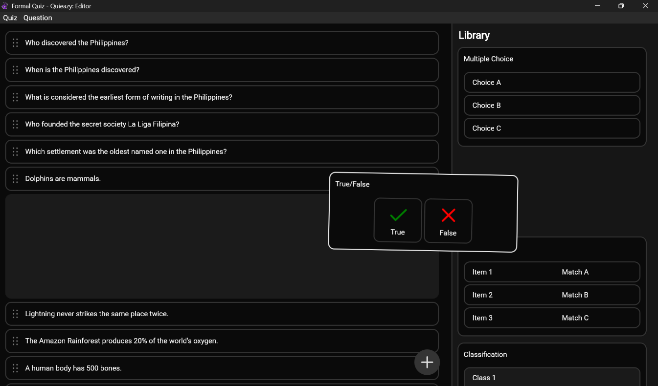 Formal Quiz - Quieazy: Editor
Quiz Question
Who discovered the Philippines?
When is the Philippines discovered?
What is considered the earliest form of writing in the Philippines?
Who founded the secret society La Liga Filipina?
Which settlement was the oldest named one in the Philippines?
Dolphins are mammals.
Lightning never strikes the same place twice.
The Amazon Rainforest produces 20% of the world's oxygen.
A human body has 500 bones.
True/False
True False
Library
Multiple Choice
Choice A
Choice B
Choice C
Item 1 Match A
Item 2 Match B
Item 3 Match C
Classification
Class 1